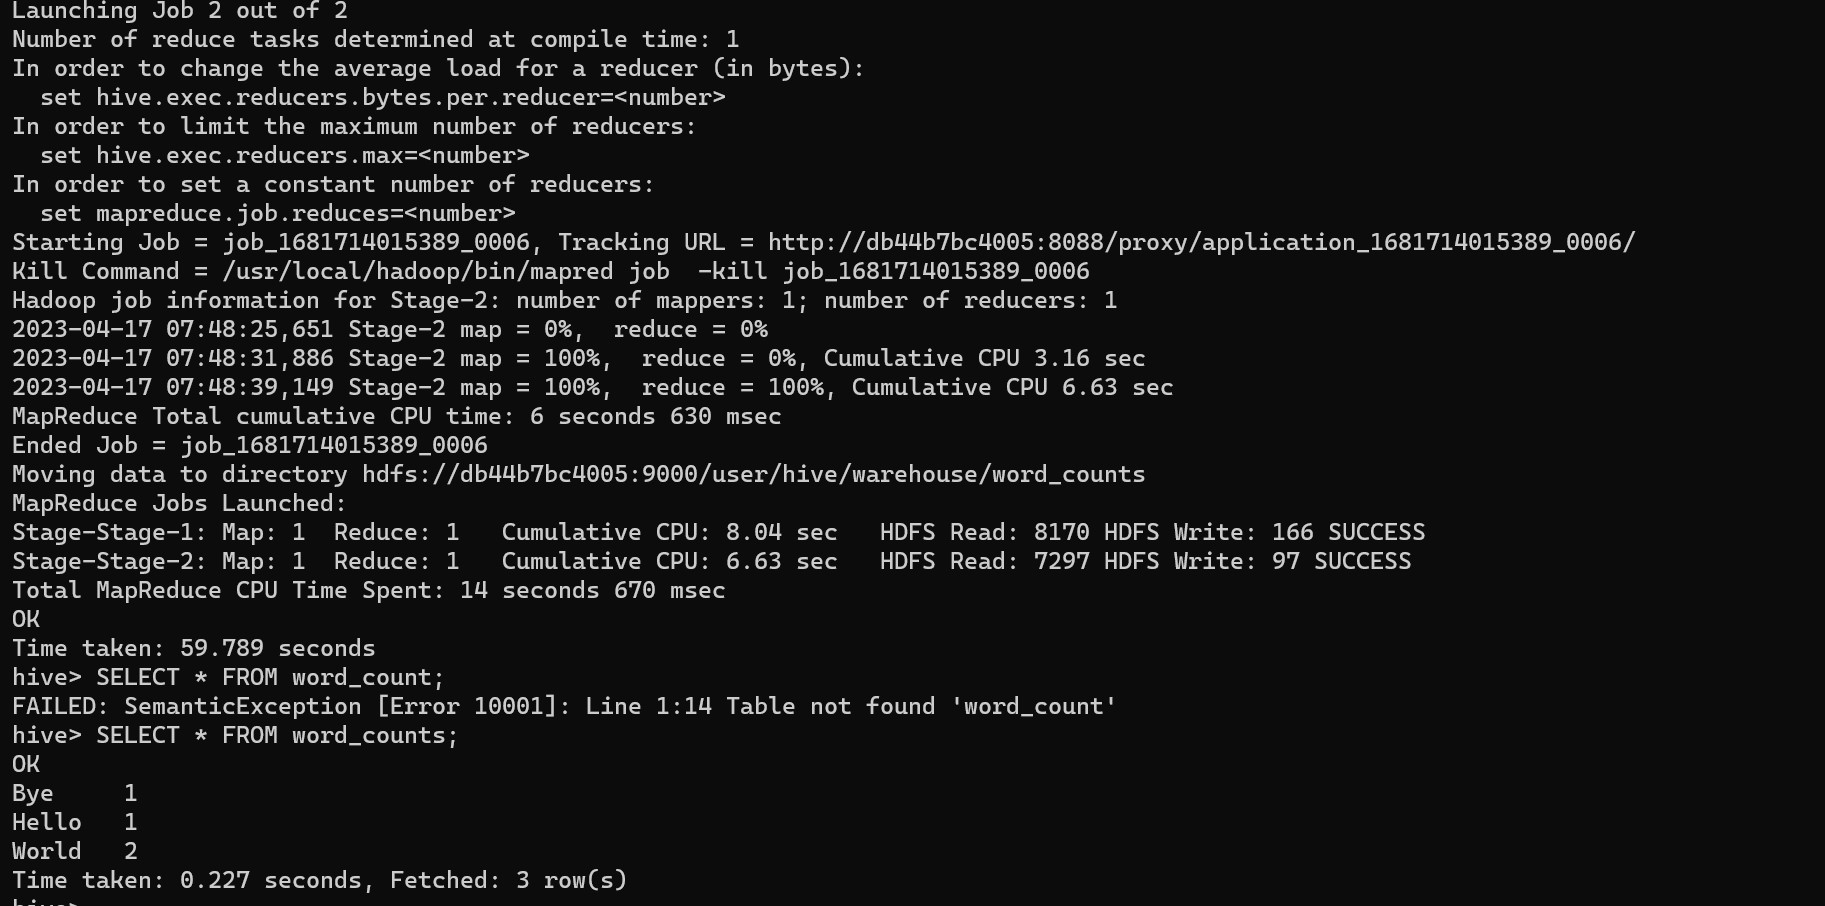 Launching Job 2 out of 2
Number of reduce tasks determined at compile time: 1
In order to change the average load for a reducer (in bytes):
  set hive.exec.reducers.bytes.per.reducer=<number>
In order to limit the maximum number of reducers:
  set hive.exec.reducers.max=<number>
In order to set a constant number of reducers:
  set mapreduce.job.reduces=<number>
Starting Job = job_1681714015389_0006, Tracking URL = http://db44b7bc4005:8088/proxy/application_1681714015389_0006/
Kill Command = /usr/local/hadoop/bin/mapred job  -kill job_1681714015389_0006
Hadoop job information for Stage-2: number of mappers: 1; number of reducers: 1
2023-04-17 07:48:25,651 Stage-2 map = 0%,  reduce = 0%
2023-04-17 07:48:31,886 Stage-2 map = 100%,  reduce = 0%, Cumulative CPU 3.16 sec
2023-04-17 07:48:39,149 Stage-2 map = 100%,  reduce = 100%, Cumulative CPU 6.63 sec
MapReduce Total cumulative CPU time: 6 seconds 630 msec
Ended Job = job_1681714015389_0006
Moving data to directory hdfs://db44b7bc4005:9000/user/hive/warehouse/word_counts
MapReduce Jobs Launched:
Stage-Stage-1: Map: 1  Reduce: 1   Cumulative CPU: 8.04 sec   HDFS Read: 8170 HDFS Write: 166 SUCCESS
Stage-Stage-2: Map: 1  Reduce: 1   Cumulative CPU: 6.63 sec   HDFS Read: 7297 HDFS Write: 97 SUCCESS
Total MapReduce CPU Time Spent: 14 seconds 670 msec
OK
Time taken: 59.789 seconds
hive> SELECT * FROM word_count;
FAILED: SemanticException [Error 10001]: Line 1:14 Table not found 'word_count'
hive> SELECT * FROM word_counts;
OK
Bye     1
Hello   1
World   2
Time taken: 0.227 seconds, Fetched: 3 row(s)
hive>